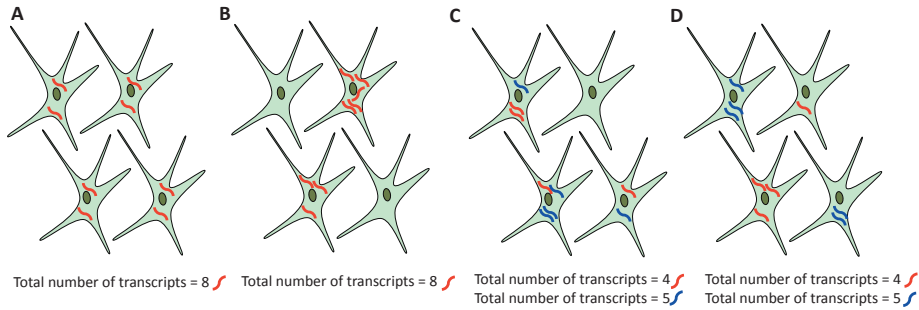 A
B
C
D
Total number of transcripts = 8
Total number of transcripts = 8
Total number of transcripts = 4
Total number of transcripts = 5
Total number of transcripts = 4
Total number of transcripts = 5